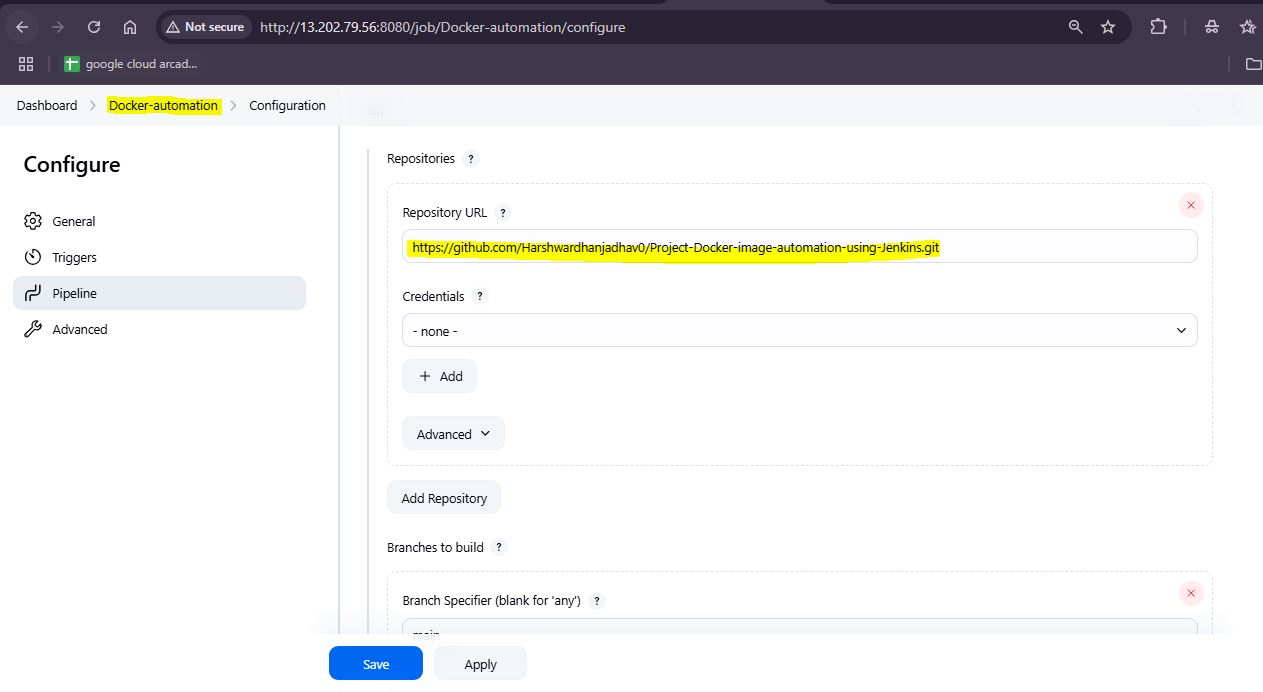 Not secure http://13.202.79.56:8080/job/Docker-automation/configure
google cloud arcad...
Dashboard > Docker-automation > Configuration
Configure
General
Triggers
Pipeline
Advanced
Repositories ?
Repository URL ?
https://github.com/Harshwardhanjadhav0/Project-Docker-image-automation-using-Jenkins.git
Credentials ?
- none -
+ Add
Advanced
Add Repository
Branches to build ?
Branch Specifier (blank for 'any') ?
main
Save Apply